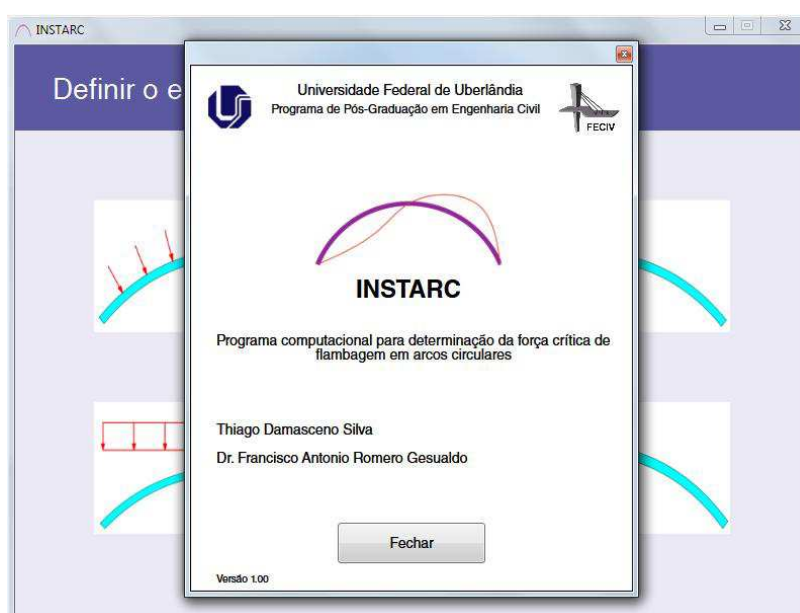 INSTARC
Definir o e
Universidade Federal de Uberlândia
Programa de Pós-Graduação em Engenharia Civil
FECIV
INSTARC
Programa computacional para determinação da força crítica de
flambagem em arcos circulares
Thiago Damasceno Silva
Dr. Francisco Antonio Romero Gesualdo
Fechar
Versão 1.00